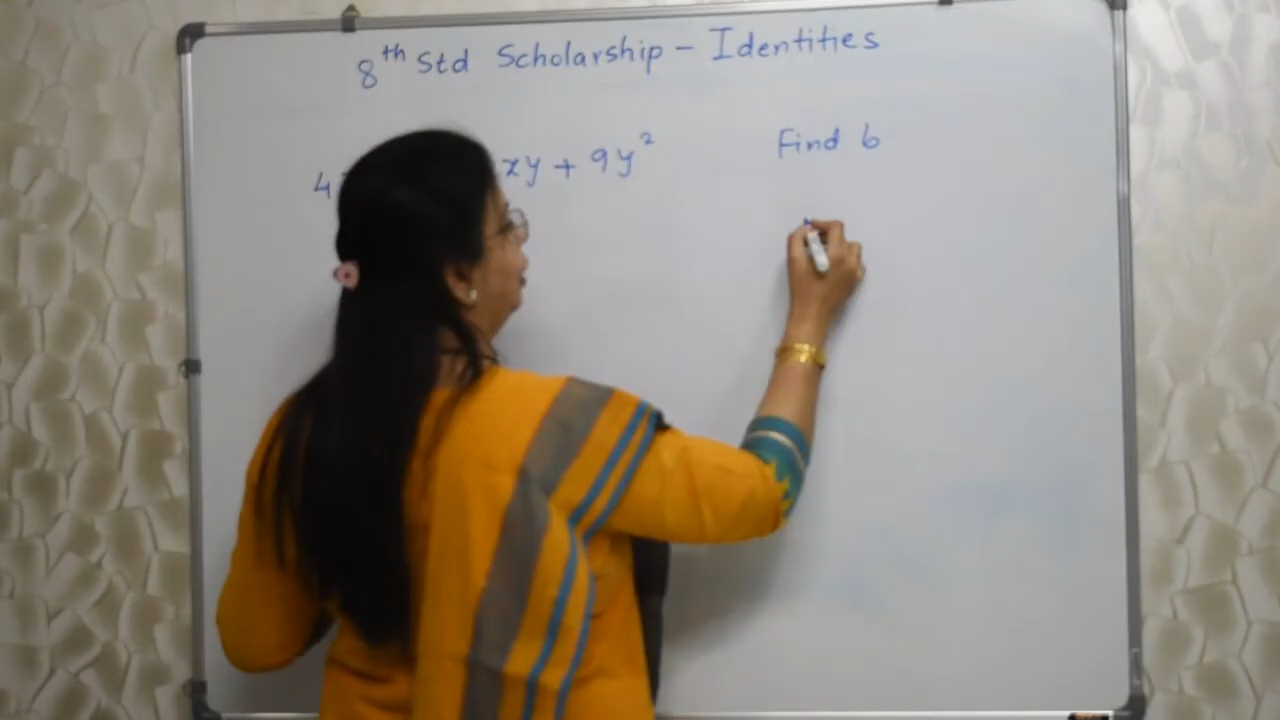 8th Std Scholarship - Identities
4 xy + 9y² Find b